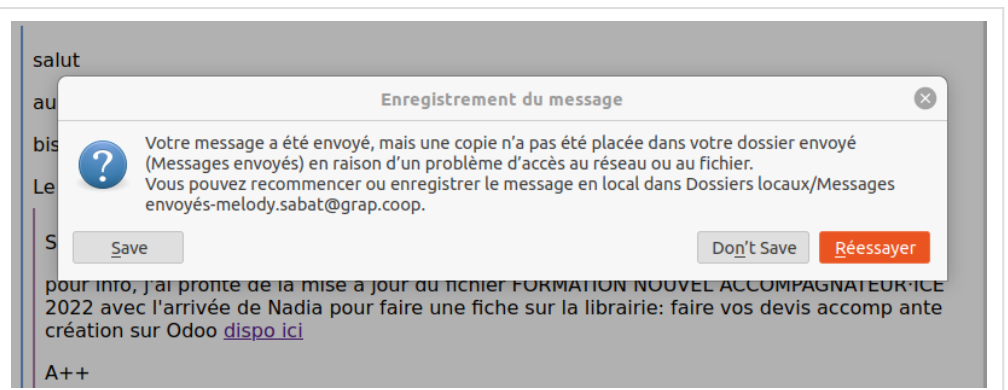 salut
Enregistrement du message
au
Votre message a été envoyé, mais une copie n'a pas été placée dans votre dossier envoyé
bis
(Messages envoyés) en raison d'un problème d'accès au réseau ou au fichier.
Le
Vous pouvez recommencer ou enregistrer le message en local dans Dossiers locaux/Messages
envoyés-melody.sabat@grap.coop.
S
Save
Don't Save
Réessayer
pour info, j'ai profité de la mise à jour du fichier FORMATION NOUVEL ACCOMPAGNATEUR·ICE
2022 avec l'arrivée de Nadia pour faire une fiche sur la librairie: faire vos devis accomp ante
création sur Odoo dispo ici
A++